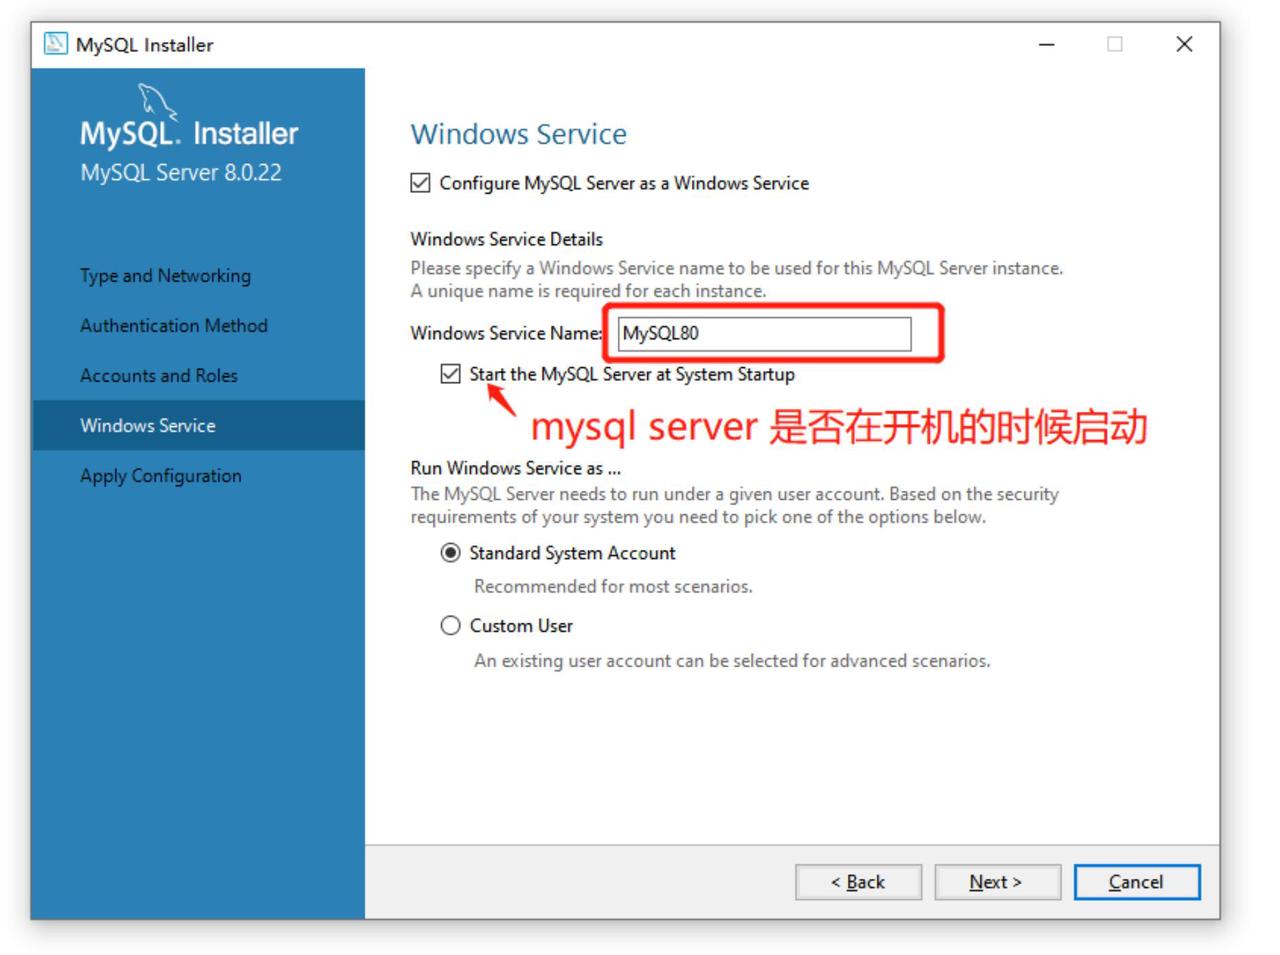 MySQL Installer
MySQL. Installer
MySQL Server 8.0.22
Type and Networking
Authentication Method
Accounts and Roles
Windows Service
Apply Configuration
Windows Service
Configure MySQL Server as a Windows Service
Windows Service Details
Please specify a Windows Service name to be used for this MySQL Server instance.
A unique name is required for each instance.
Windows Service Name: MySQL80
Start the MySQL Server at System Startup
mysql server 是否在开机的时候启动
Run Windows Service as ...
The MySQL Server needs to run under a given user account. Based on the security
requirements of your system you need to pick one of the options below.
Standard System Account
Recommended for most scenarios.
Custom User
An existing user account can be selected for advanced scenarios.
< Back Next > Cancel